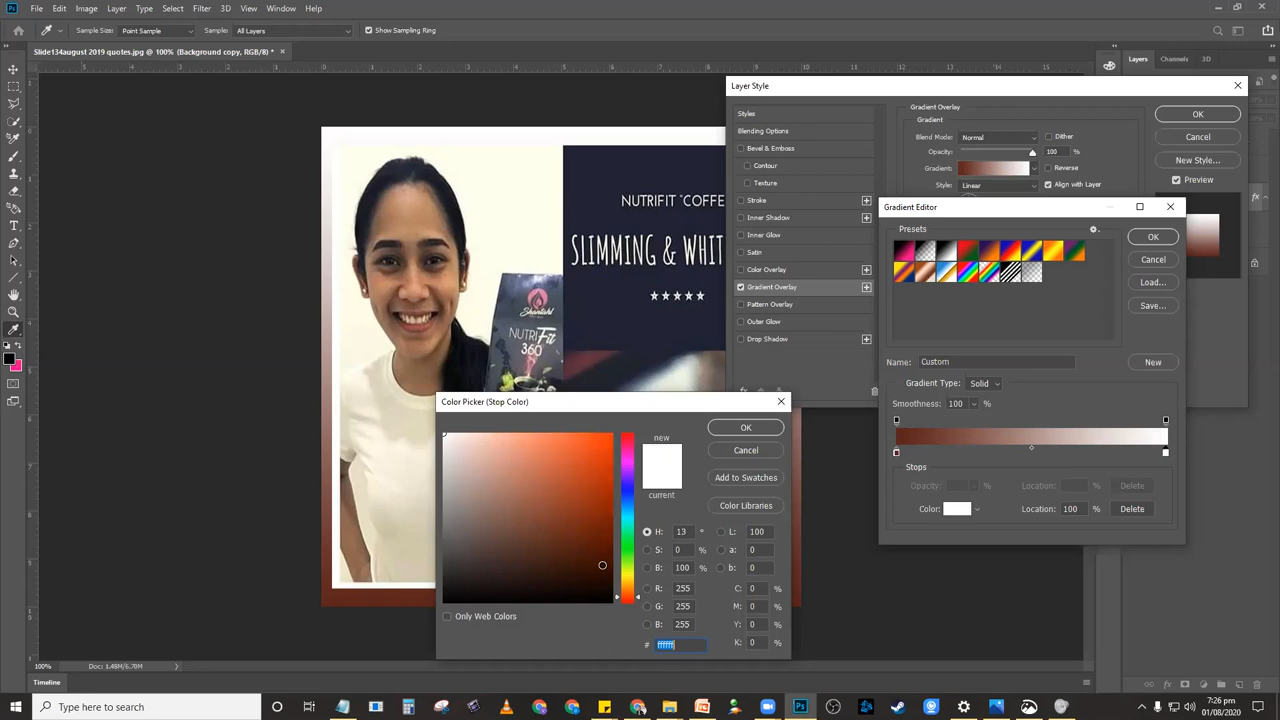 File Edit Image Layer Type Select Filter 3D View Window Help
Sample Size: Point Sample Sample: All Layers Show Sampling Ring
Slide134august 2019 quotes.jpg @ 100% (Background copy, RGB/8) *
Layers Channels 3D
Layer Style
Styles
Blending Options
Bevel & Emboss
Contour
Texture
Stroke
Inner Shadow
Inner Glow
Satin
Color Overlay
Gradient Overlay
Pattern Overlay
Outer Glow
Drop Shadow
Gradient Overlay
Gradient
Blend Mode: Normal Dither
Opacity: 100 %
Gradient: Reverse
Style: Linear Align with Layer
OK
Cancel
New Style...
Preview
Gradient Editor
Presets
OK
Cancel
Load...
Save...
Name: Custom New
Gradient Type: Solid
Smoothness: 100 %
Stops
Opacity: % Location: Delete
Color: Location: 100 % Delete
NUTRIFIT "COFFE
SLIMMING & WHIT
Shantahl
NUTRIFit
360
Color Picker (Stop Color)
new
current
OK
Cancel
Add to Swatches
Color Libraries
H: 13 ° L: 100
S: 0 % a: 0
B: 100 % b: 0
R: 255 C: 0 %
G: 255 M: 0 %
B: 255 Y: 0 %
# ffffff K: 0 %
Only Web Colors
100% Doc: 1.48M/6.70M
Timeline
Type here to search
7:26 pm
01/08/2020